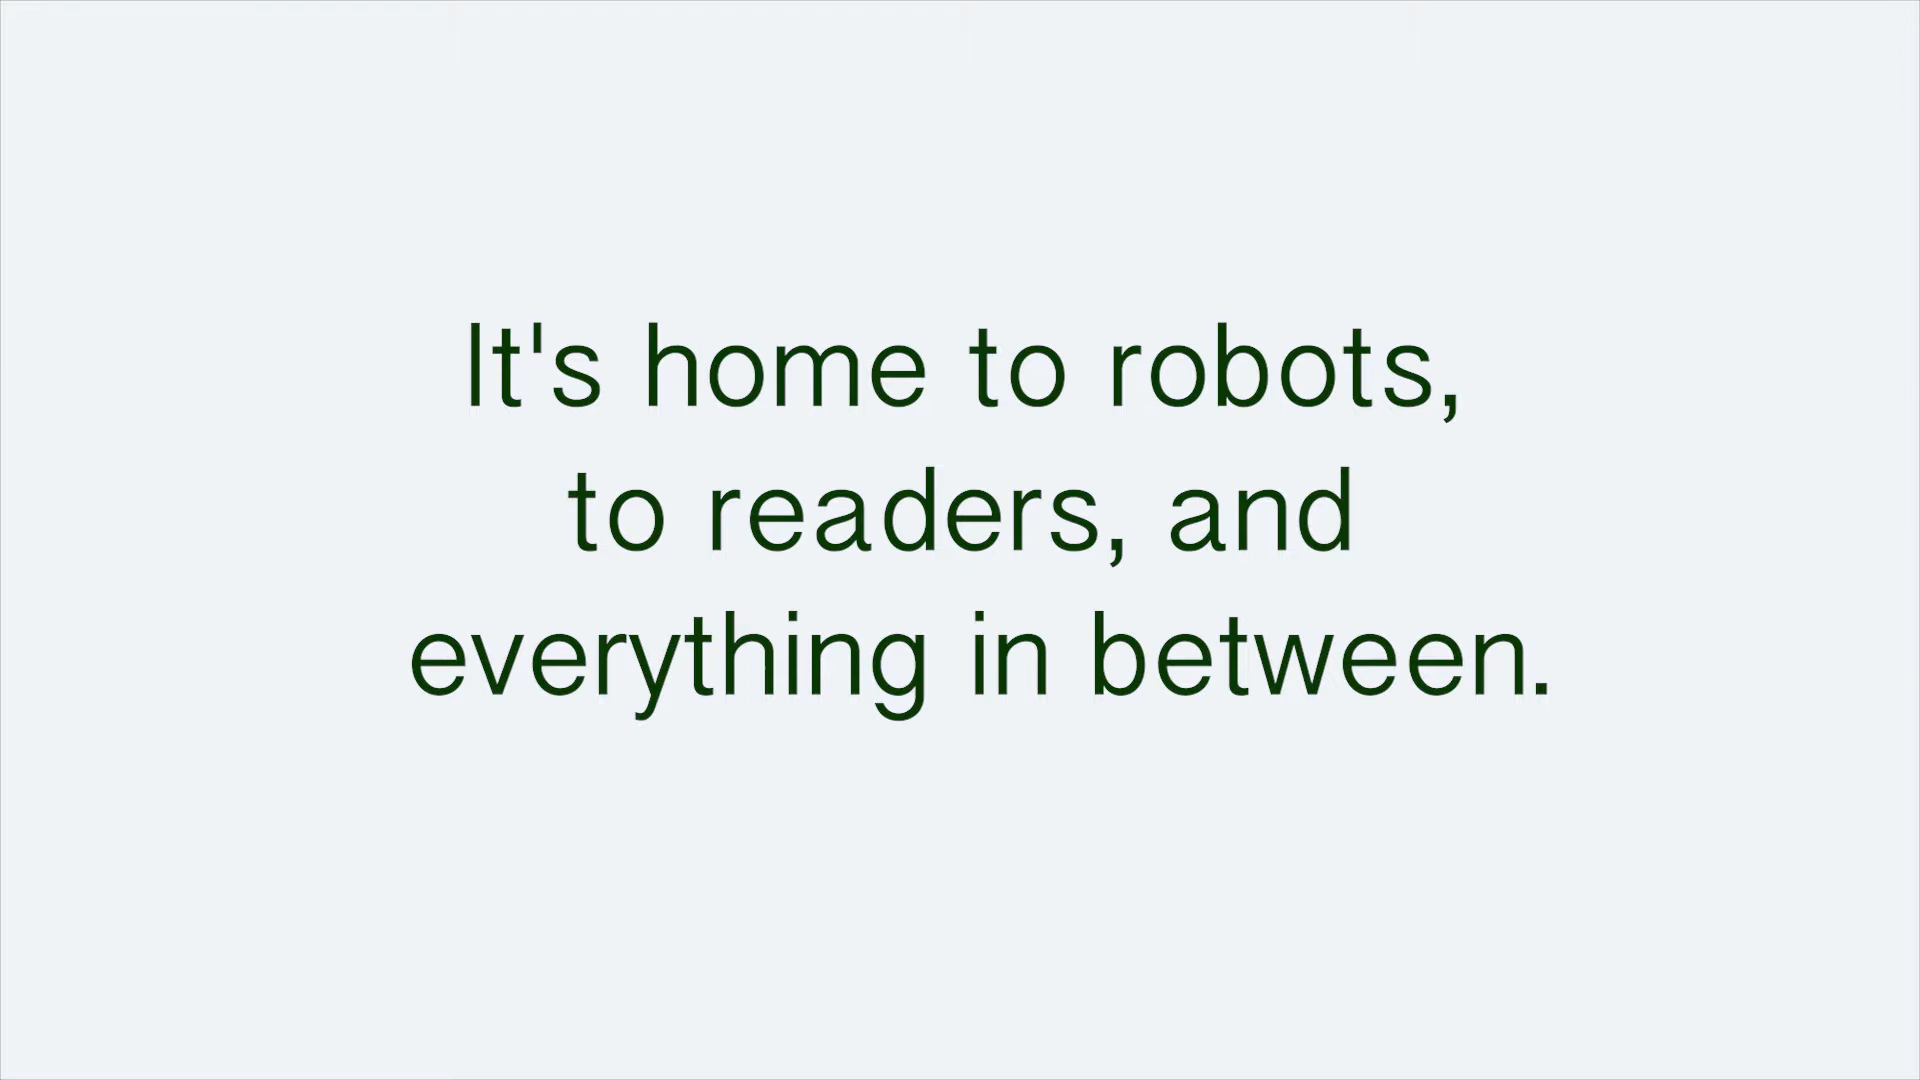 It's home to robots,
to readers, and
everything in between.